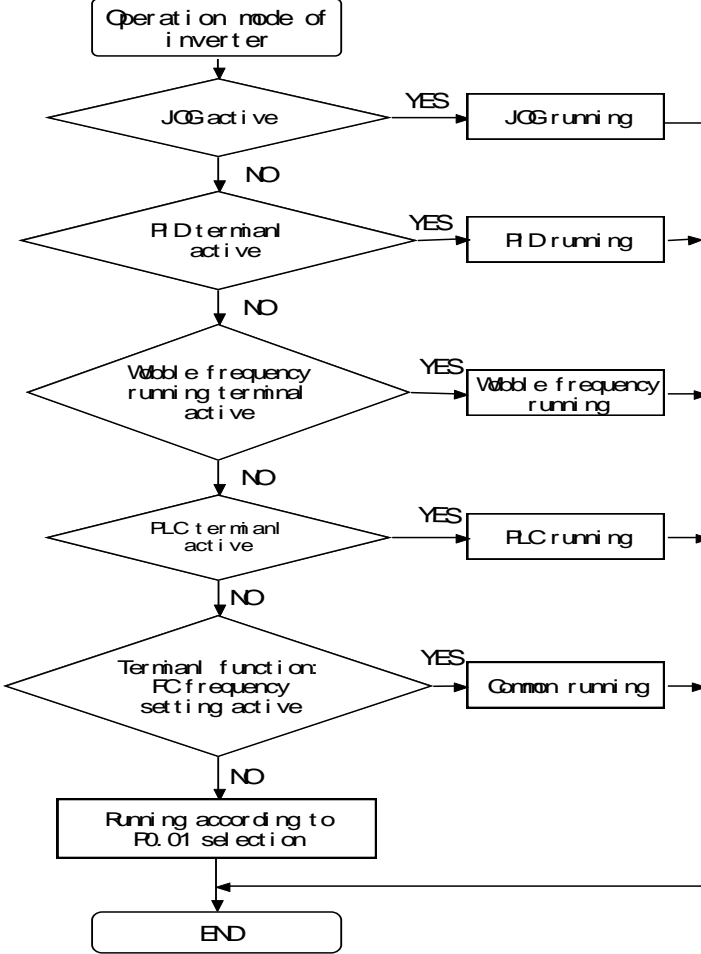 Operation mode of
inverter
JOG active
YES
JOG running
NO
PID termianl
active
YES
PID running
NO
Wobble frequency
running terminal
active
YES
Wobble frequency
running
NO
PLC termianl
active
YES
PLC running
NO
Termianl function:
FC frequency
setting active
YES
Common running
NO
Running according to
P0.01 selection
END